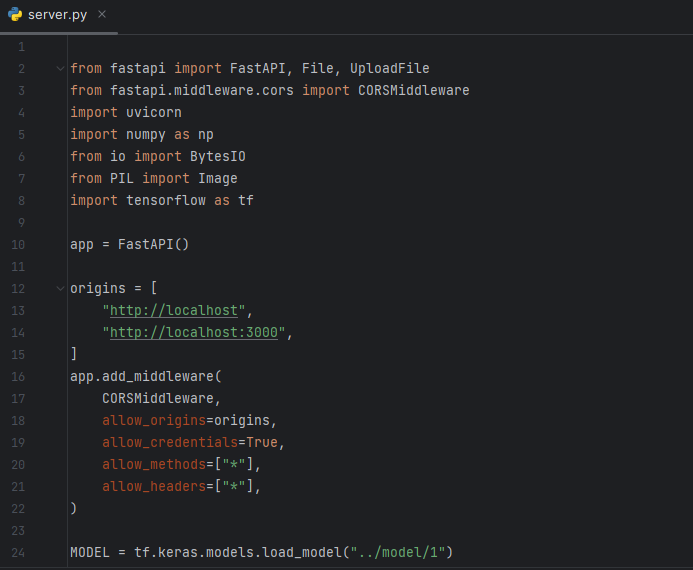 server.py
1
2 from fastapi import FastAPI, File, UploadFile
3 from fastapi.middleware.cors import CORSMiddleware
4 import uvicorn
5 import numpy as np
6 from io import BytesIO
7 from PIL import Image
8 import tensorflow as tf
9
10 app = FastAPI()
11
12 origins = [
13     "http://localhost",
14     "http://localhost:3000",
15 ]
16 app.add_middleware(
17     CORSMiddleware,
18     allow_origins=origins,
19     allow_credentials=True,
20     allow_methods=["*"],
21     allow_headers=["*"],
22 )
23
24 MODEL = tf.keras.models.load_model("../model/1")